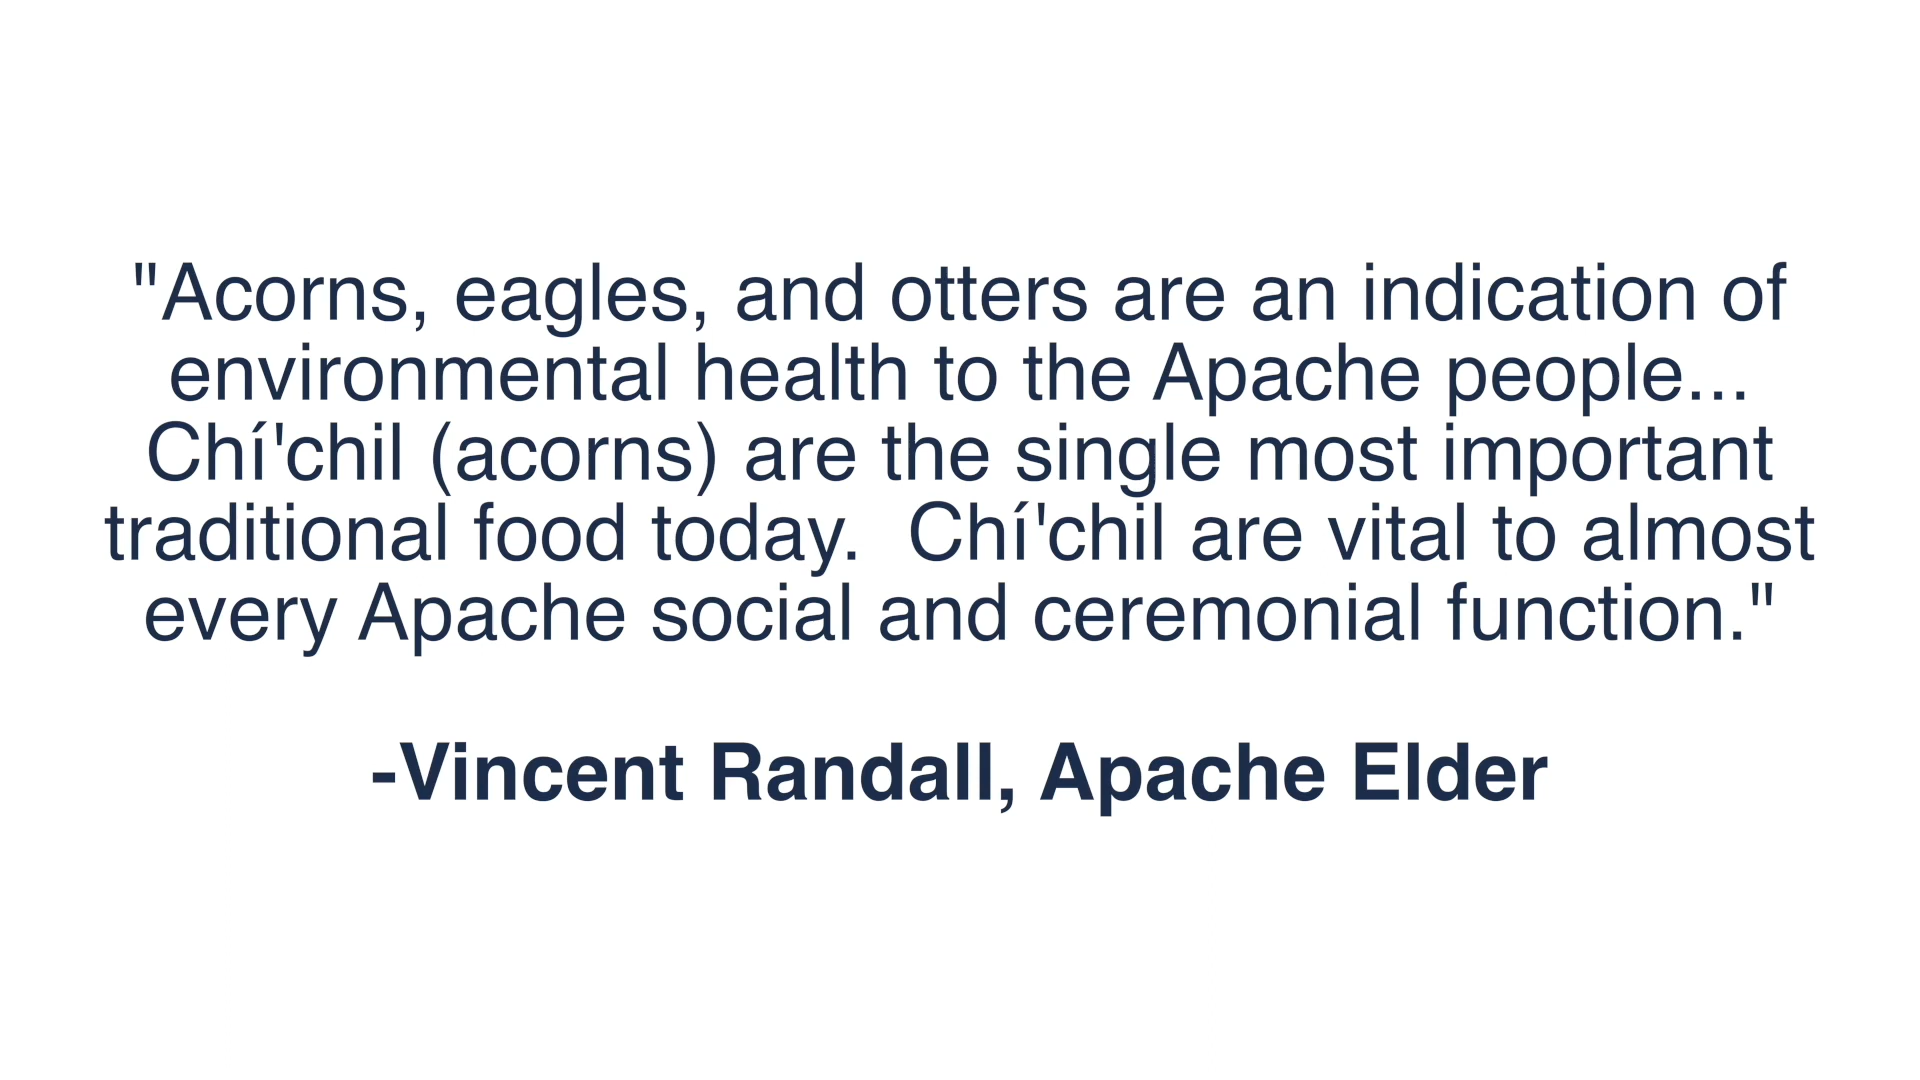 "Acorns, eagles, and otters are an indication of
environmental health to the Apache people...
Chí'chil (acorns) are the single most important
traditional food today.  Chí'chil are vital to almost
every Apache social and ceremonial function."
-Vincent Randall, Apache Elder